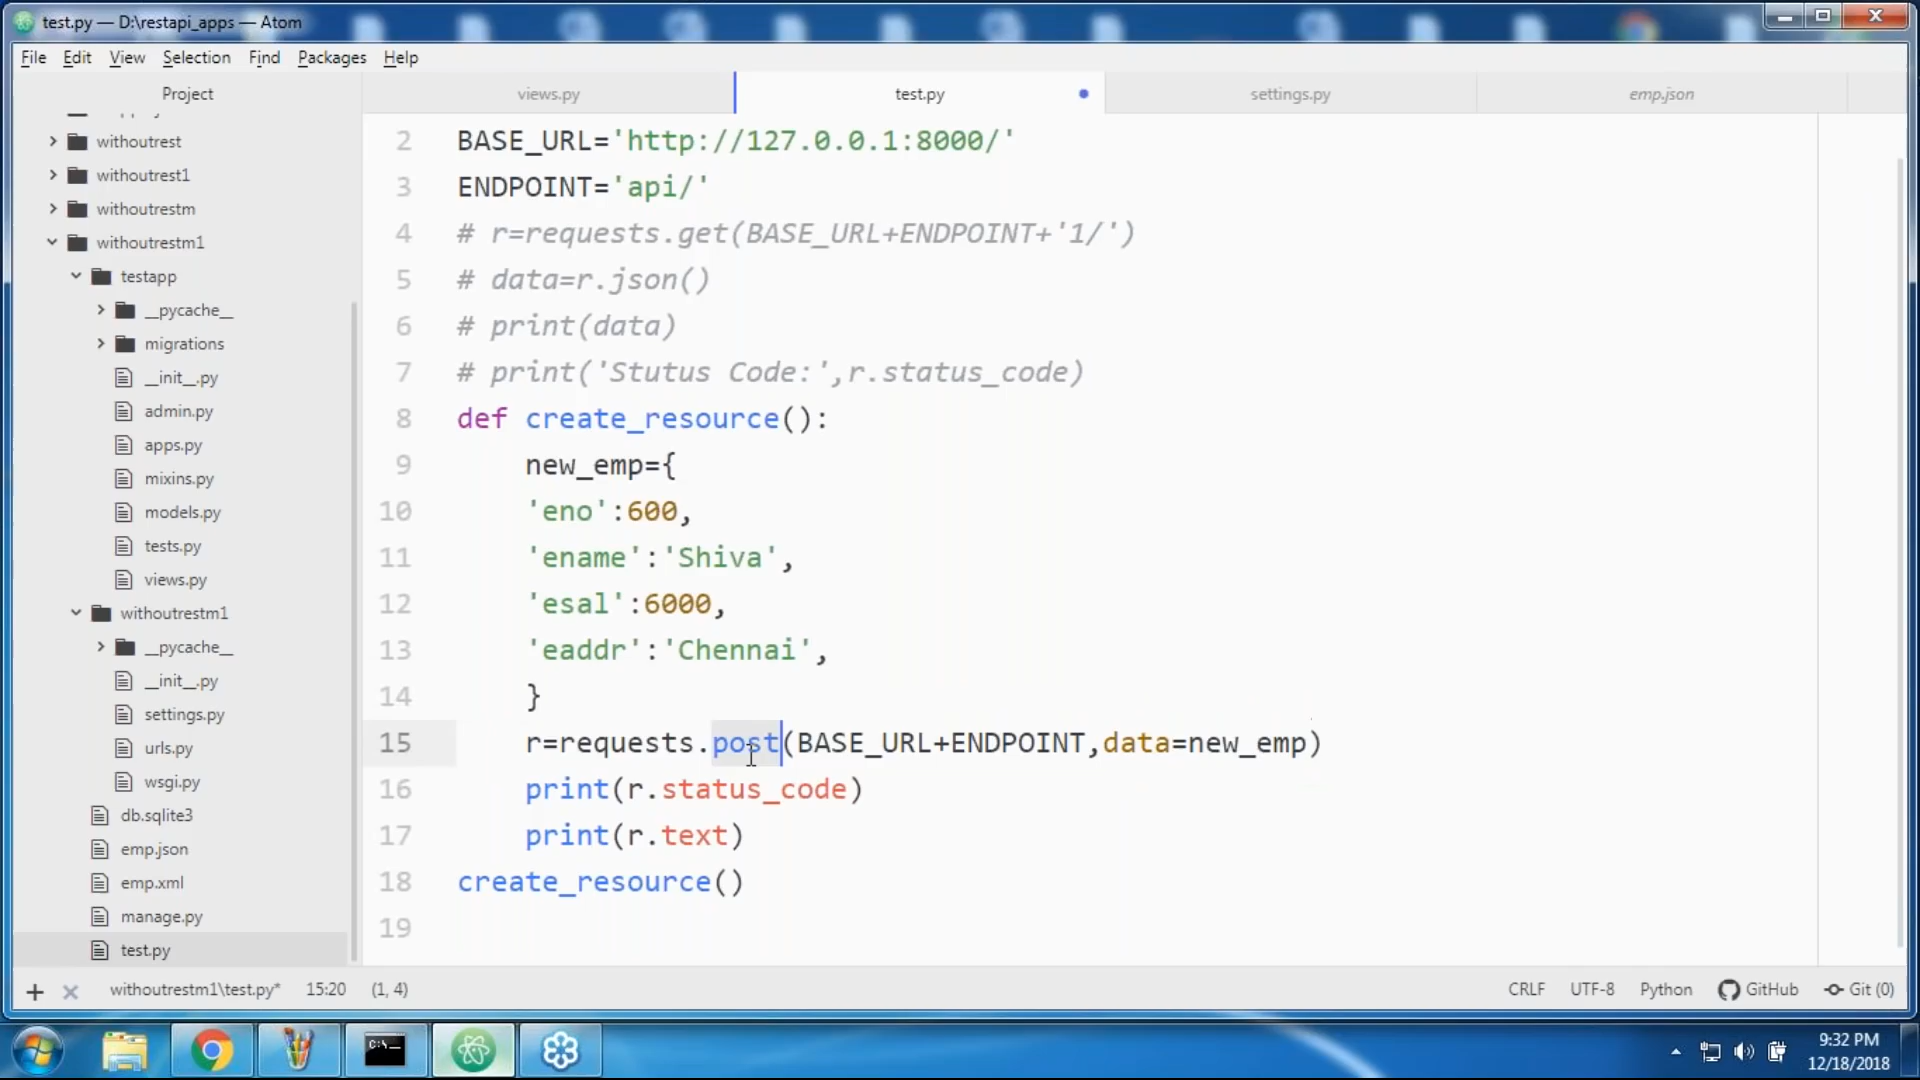 test.py — D:\restapi_apps — Atom
File Edit View Selection Find Packages Help
Project
views.py test.py settings.py emp.json
withoutrest
withoutrest1
withoutrestm
withoutrestm1
testapp
__pycache__
migrations
__init__.py
admin.py
apps.py
mixins.py
models.py
tests.py
views.py
withoutrestm1
__pycache__
__init__.py
settings.py
urls.py
wsgi.py
db.sqlite3
emp.json
emp.xml
manage.py
test.py
2 BASE_URL='http://127.0.0.1:8000/'
3 ENDPOINT='api/'
4 # r=requests.get(BASE_URL+ENDPOINT+'1/')
5 # data=r.json()
6 # print(data)
7 # print('Stutus Code:',r.status_code)
8 def create_resource():
9 new_emp={
10 'eno':600,
11 'ename':'Shiva',
12 'esal':6000,
13 'eaddr':'Chennai',
14 }
15 r=requests.post(BASE_URL+ENDPOINT,data=new_emp)
16 print(r.status_code)
17 print(r.text)
18 create_resource()
19
withoutrestm1\test.py* 15:20 (1, 4) CRLF UTF-8 Python GitHub Git (0)
C:\_
9:32 PM
12/18/2018